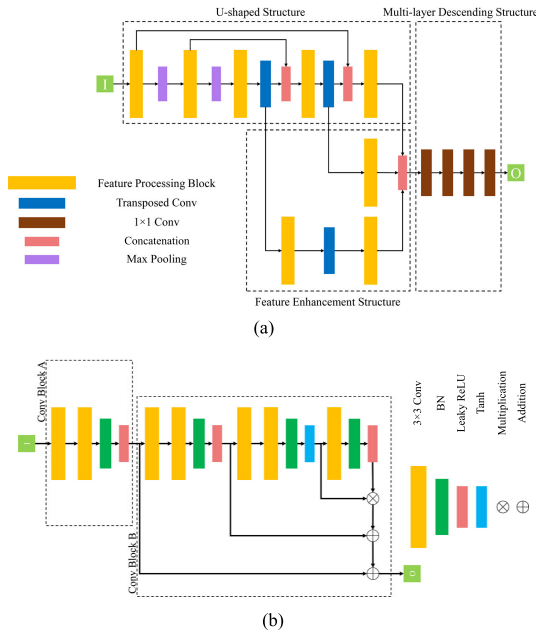 U-shaped Structure
Multi-layer Descending Structure
I
O
Feature Processing Block
Transposed Conv
1×1 Conv
Concatenation
Max Pooling
Feature Enhancement Structure
(a)
Conv Block A
I
Conv Block B
O
3×3 Conv
BN
Leaky ReLU
Tanh
Multiplication
Addition
(b)